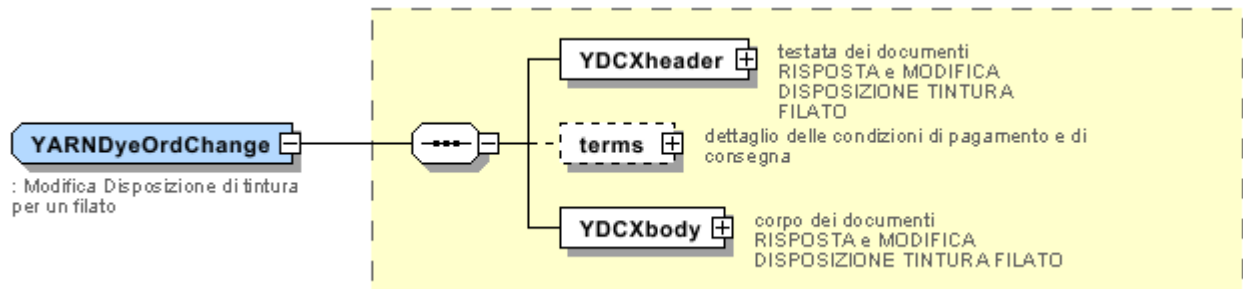 YDCXheader
testata dei documenti
RISPOSTA e MODIFICA
DISPOSIZIONE TINTURA
FILATO
YARNDyeOrdChange
: Modifica Disposizione di tintura
per un filato
terms
dettaglio delle condizioni di pagamento e di
consegna
YDCXbody
corpo dei documenti
RISPOSTA e MODIFICA
DISPOSIZIONE TINTURA FILATO